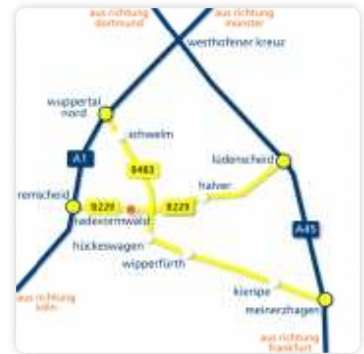 aus richtung
dortmund
aus richtung
münster
westhofener kreuz
wuppertal
nord
schwelm
A1
B483
lüdenscheid
halver
remscheid
B229
B229
radevormwald
A45
hückeswagen
wipperfürth
kierspe
meinerzhagen
aus richtung
köln
aus richtung
frankfurt